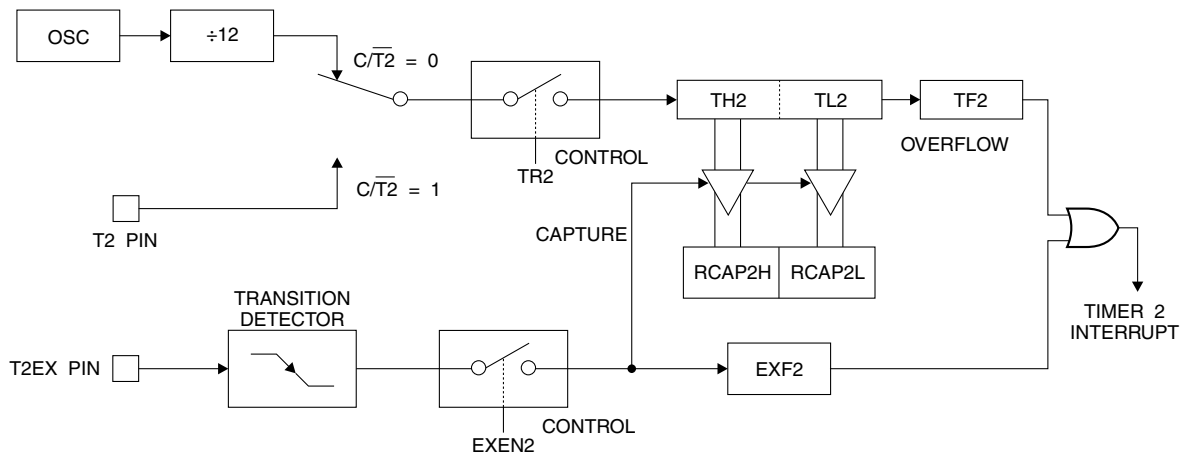 OSC
÷12
C/T2̅ = 0
TH2
TL2
TF2
OVERFLOW
CONTROL
TR2
C/T2̅ = 1
T2 PIN
CAPTURE
RCAP2H
RCAP2L
TRANSITION
DETECTOR
TIMER 2
INTERRUPT
T2EX PIN
EXF2
CONTROL
EXEN2